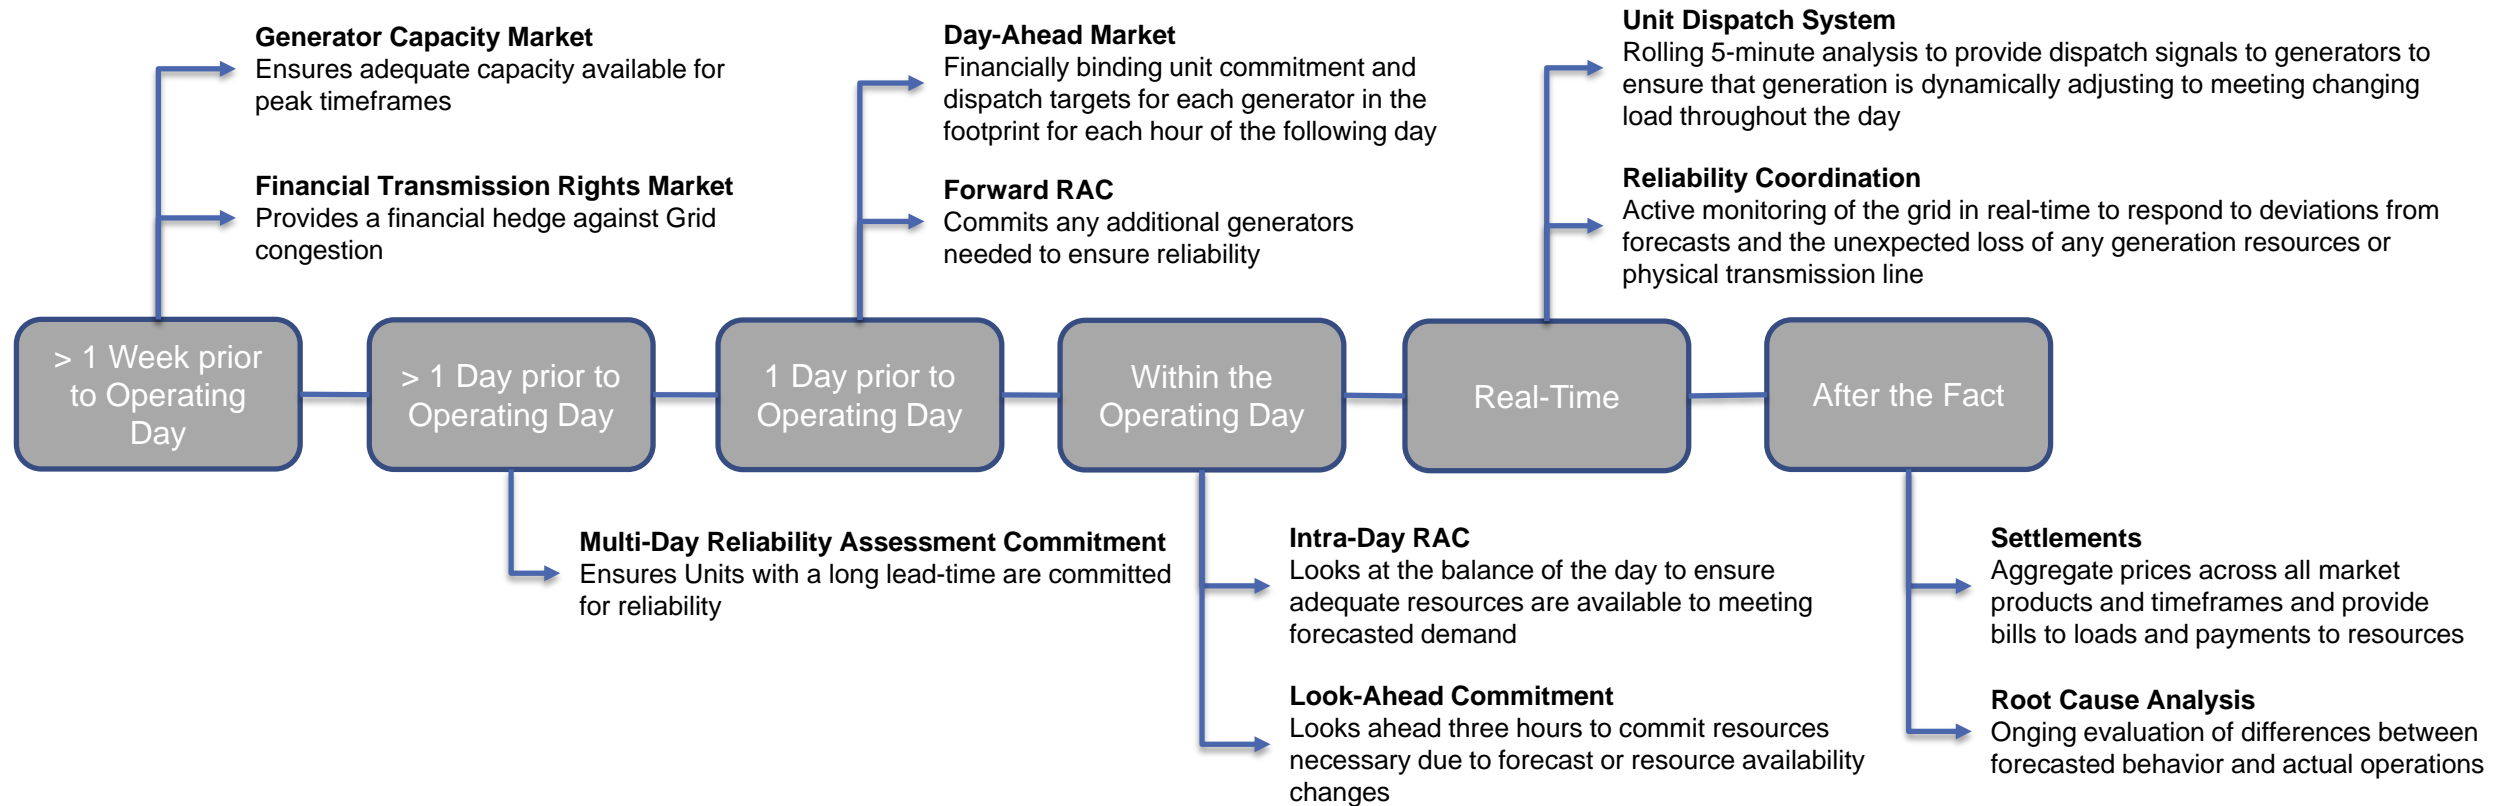 Generator Capacity Market
Ensures adequate capacity available for
peak timeframes
Financial Transmission Rights Market
Provides a financial hedge against Grid
congestion
Day-Ahead Market
Financially binding unit commitment and
dispatch targets for each generator in the
footprint for each hour of the following day
Forward RAC
Commits any additional generators
needed to ensure reliability
Unit Dispatch System
Rolling 5-minute analysis to provide dispatch signals to generators to
ensure that generation is dynamically adjusting to meeting changing
load throughout the day
Reliability Coordination
Active monitoring of the grid in real-time to respond to deviations from
forecasts and the unexpected loss of any generation resources or
physical transmission line
> 1 Week prior
to Operating
Day
> 1 Day prior to
Operating Day
1 Day prior to
Operating Day
Within the
Operating Day
Real-Time
After the Fact
Multi-Day Reliability Assessment Commitment
Ensures Units with a long lead-time are committed
for reliability
Intra-Day RAC
Looks at the balance of the day to ensure
adequate resources are available to meeting
forecasted demand
Look-Ahead Commitment
Looks ahead three hours to commit resources
necessary due to forecast or resource availability
changes
Settlements
Aggregate prices across all market
products and timeframes and provide
bills to loads and payments to resources
Root Cause Analysis
Onging evaluation of differences between
forecasted behavior and actual operations